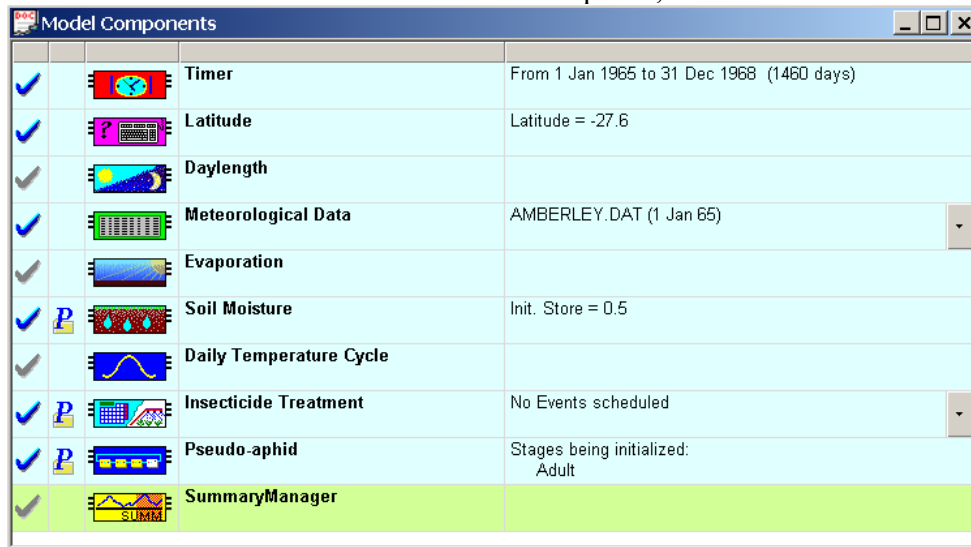 Model Components
Timer From 1 Jan 1965 to 31 Dec 1968 (1460 days)
? N
Latitude Latitude = -27.6
Daylength
Meteorological Data AMBERLEY.DAT (1 Jan 65)
Evaporation
P Soil Moisture Init. Store = 0.5
Daily Temperature Cycle
P Insecticide Treatment No Events scheduled
P Pseudo-aphid Stages being initialized:
Adult
SUMM SummaryManager